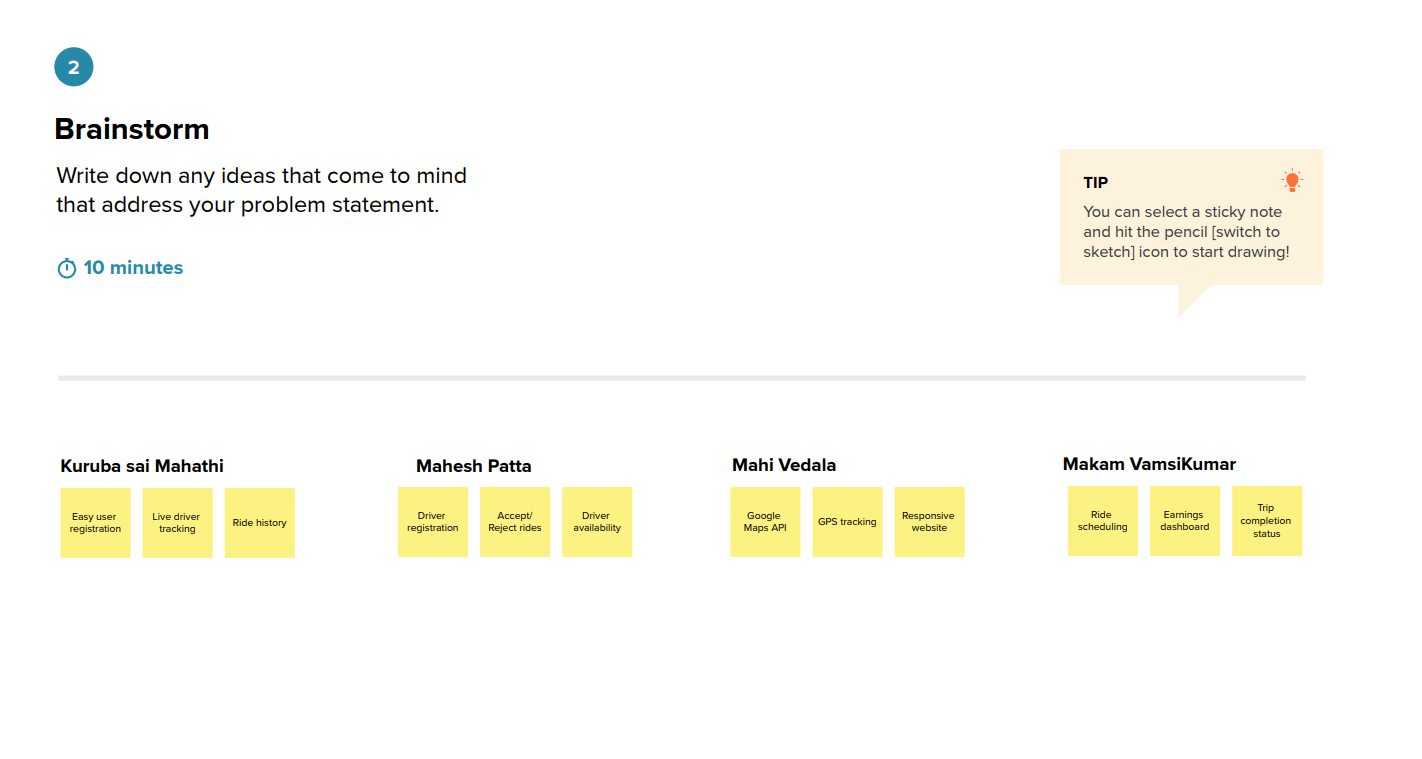 2
Brainstorm
Write down any ideas that come to mind
that address your problem statement.
10 minutes
TIP
You can select a sticky note
and hit the pencil [switch to
sketch] icon to start drawing!
Kuruba sai Mahathi
Easy user
registration
Live driver
tracking
Ride history
Mahesh Patta
Driver
registration
Accept/
Reject rides
Driver
availability
Mahi Vedala
Google
Maps API
GPS tracking
Responsive
website
Makam VamsiKumar
Ride
scheduling
Earnings
dashboard
Trip
completion
status